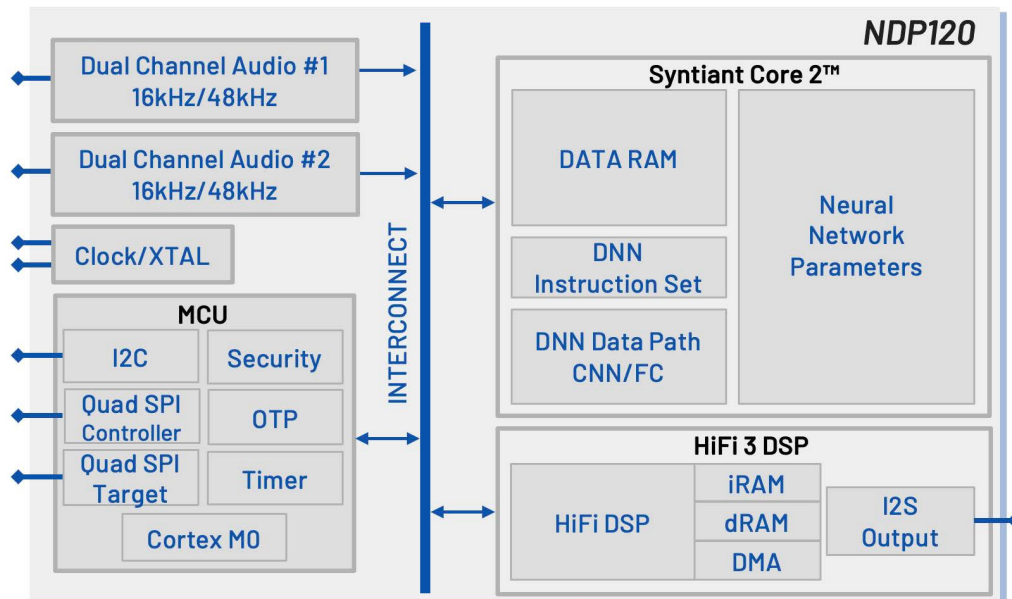 NDP120
Dual Channel Audio #1
16kHz/48kHz
Dual Channel Audio #2
16kHz/48kHz
Clock/XTAL
MCU
I2C
Security
Quad SPI
Controller
OTP
Quad SPI
Target
Timer
Cortex M0
INTERCONNECT
Syntiant Core 2™
DATA RAM
DNN
Instruction Set
DNN Data Path
CNN/FC
Neural
Network
Parameters
HiFi 3 DSP
HiFi DSP
iRAM
dRAM
DMA
I2S
Output